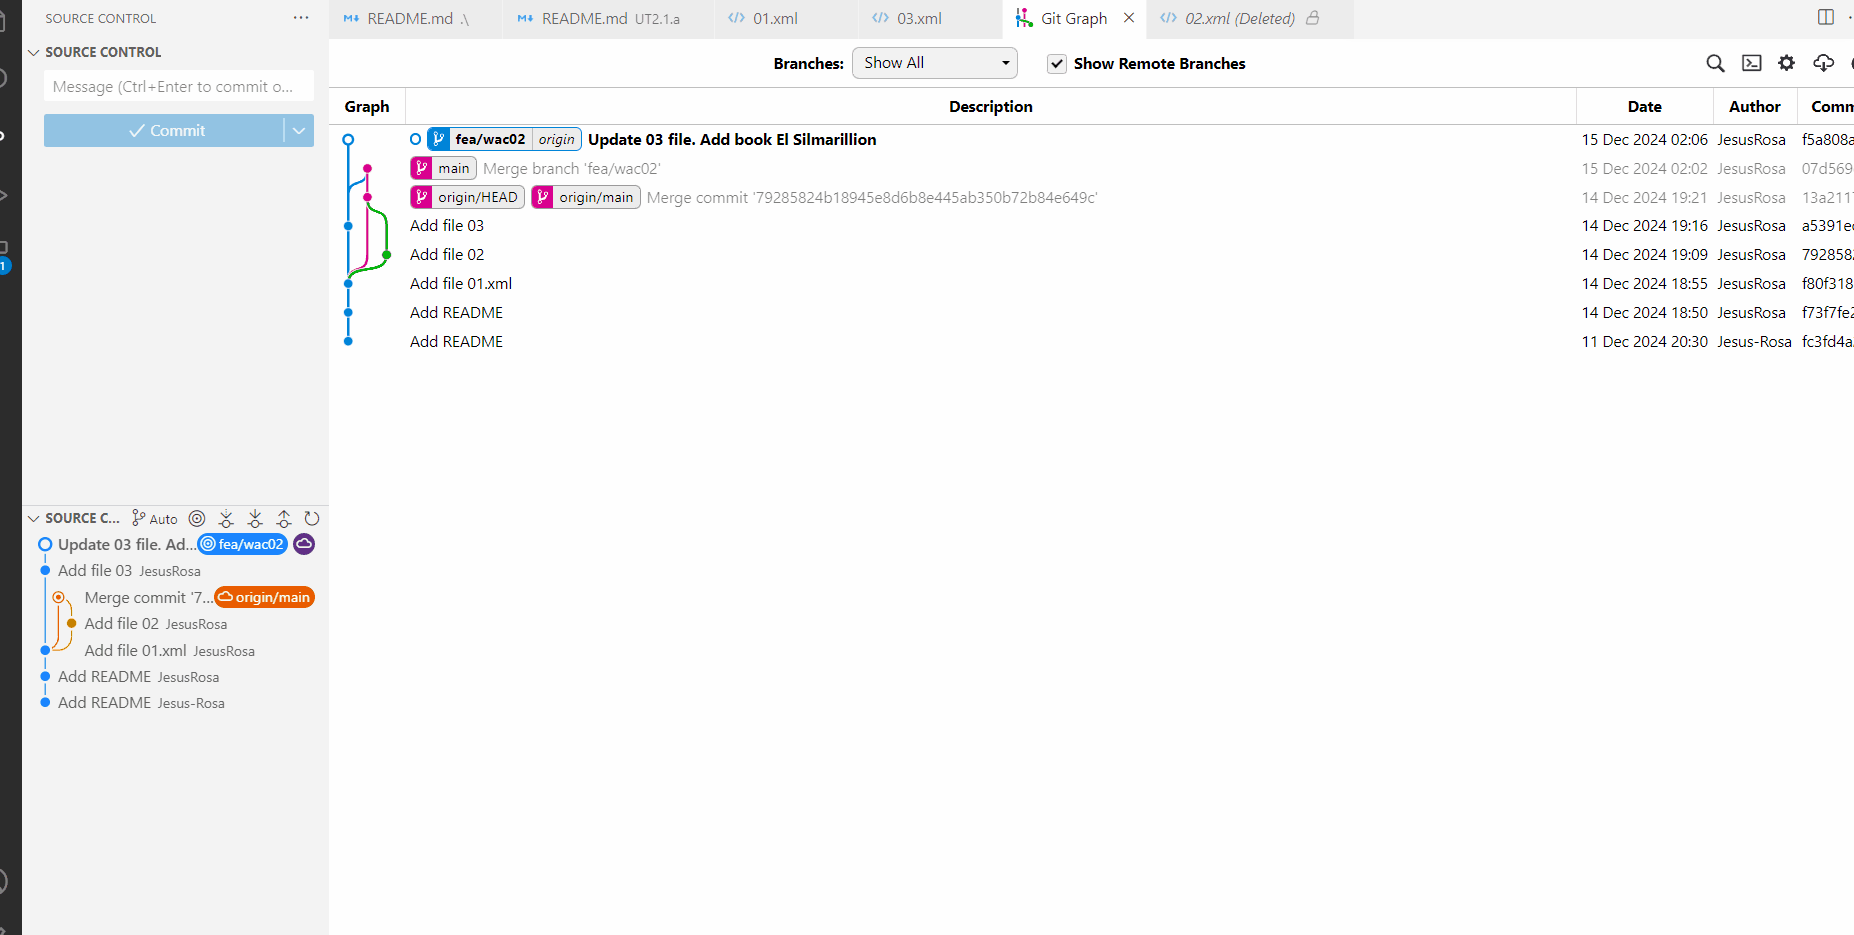 SOURCE CONTROL ···
SOURCE CONTROL
Message (Ctrl+Enter to commit o...
Commit
README.md .\
README.md UT2.1.a
01.xml
03.xml
Git Graph
02.xml (Deleted)
Branches: Show All Show Remote Branches
Graph Description Date Author Comm
fea/wac02 origin Update 03 file. Add book El Silmarillion 15 Dec 2024 02:06 JesusRosa f5a808a
main Merge branch 'fea/wac02' 15 Dec 2024 02:02 JesusRosa 07d569
origin/HEAD origin/main Merge commit '79285824b18945e8d6b8e445ab350b72b84e649c' 14 Dec 2024 19:21 JesusRosa 13a211
Add file 03 14 Dec 2024 19:16 JesusRosa a5391e
Add file 02 14 Dec 2024 19:09 JesusRosa 792858
Add file 01.xml 14 Dec 2024 18:55 JesusRosa f80f318
Add README 14 Dec 2024 18:50 JesusRosa f73f7fe
Add README 11 Dec 2024 20:30 Jesus-Rosa fc3fd4a
1
SOURCE C... Auto
Update 03 file. Ad... fea/wac02
Add file 03 JesusRosa
Merge commit '7... origin/main
Add file 02 JesusRosa
Add file 01.xml JesusRosa
Add README JesusRosa
Add README Jesus-Rosa